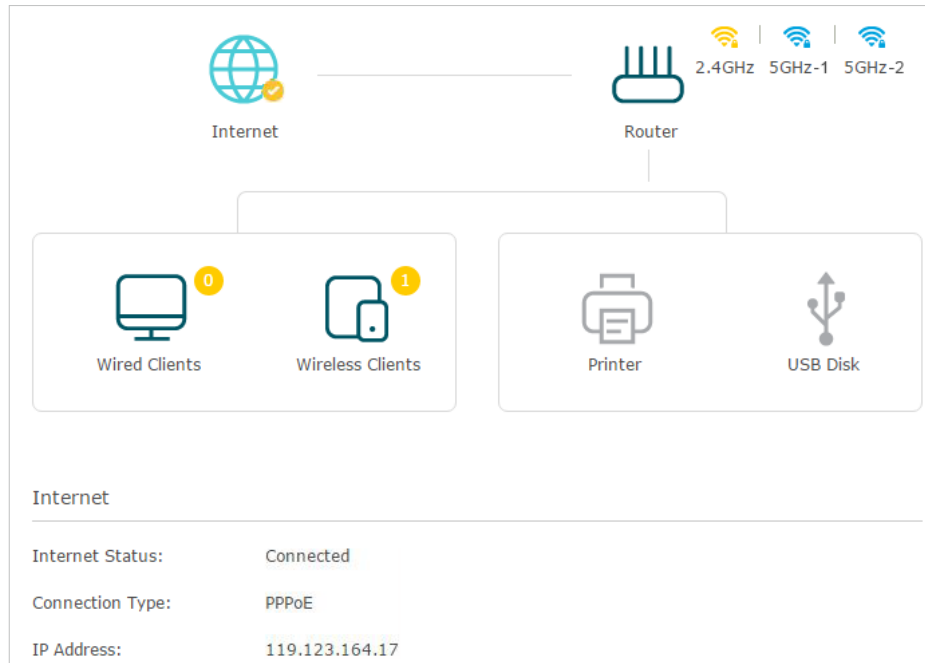 2.4GHz 5GHz-1 5GHz-2
Internet Router
0 1
Wired Clients Wireless Clients Printer USB Disk
Internet
Internet Status: Connected
Connection Type: PPPoE
IP Address: 119.123.164.17